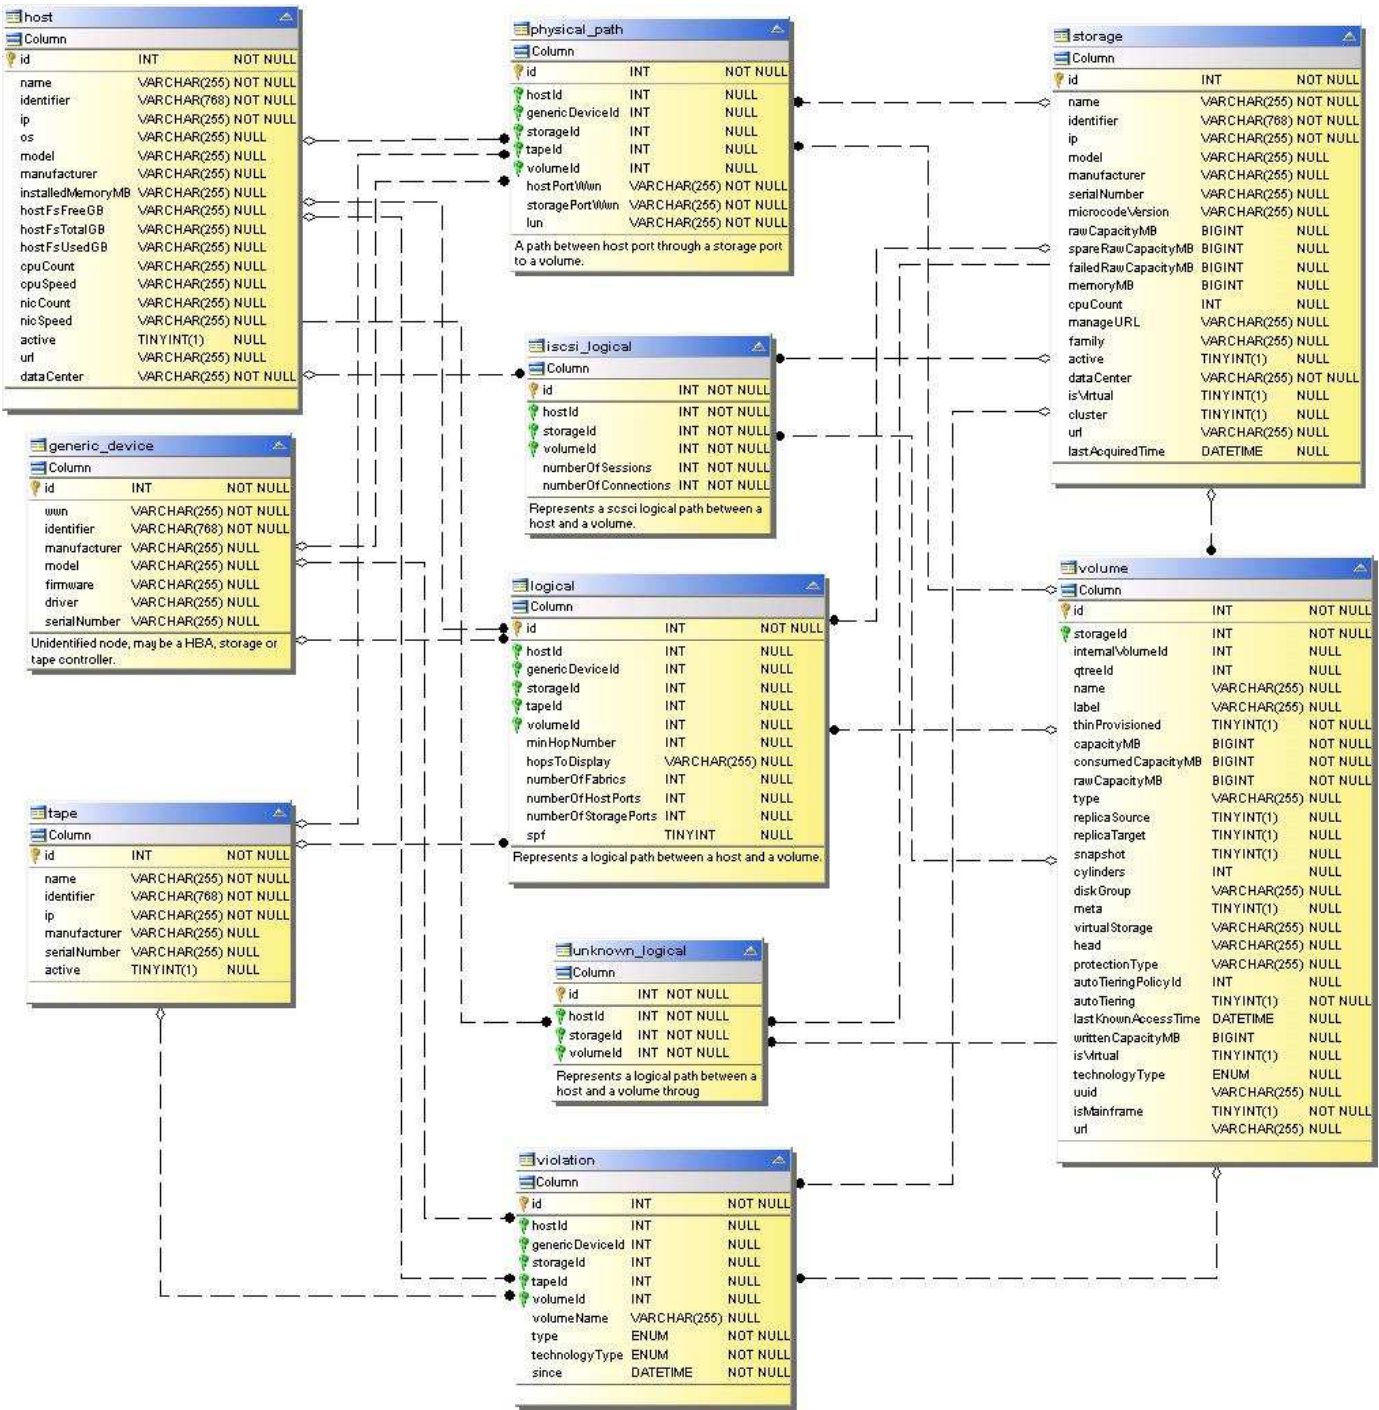 host
Column
id INT NOT NULL
name VARCHAR(255) NOT NULL
identifier VARCHAR(768) NOT NULL
ip VARCHAR(255) NOT NULL
os VARCHAR(255) NULL
model VARCHAR(255) NULL
manufacturer VARCHAR(255) NULL
installedMemoryMB VARCHAR(255) NULL
hostFsFreeGB VARCHAR(255) NULL
hostFsTotalGB VARCHAR(255) NULL
hostFsUsedGB VARCHAR(255) NULL
cpuCount VARCHAR(255) NULL
cpuSpeed VARCHAR(255) NULL
nicCount VARCHAR(255) NULL
nicSpeed VARCHAR(255) NULL
active TINYINT(1) NULL
url VARCHAR(255) NULL
dataCenter VARCHAR(255) NOT NULL
generic_device
Column
id INT NOT NULL
wwn VARCHAR(255) NOT NULL
identifier VARCHAR(768) NOT NULL
manufacturer VARCHAR(255) NULL
model VARCHAR(255) NULL
firmware VARCHAR(255) NULL
driver VARCHAR(255) NULL
serialNumber VARCHAR(255) NULL
Unidentified node, may be a HBA, storage or
tape controller.
tape
Column
id INT NOT NULL
name VARCHAR(255) NOT NULL
identifier VARCHAR(768) NOT NULL
ip VARCHAR(255) NOT NULL
manufacturer VARCHAR(255) NULL
serialNumber VARCHAR(255) NULL
active TINYINT(1) NULL
physical_path
Column
id INT NOT NULL
hostId INT NULL
genericDeviceId INT NULL
storageId INT NULL
tapeId INT NULL
volumeId INT NULL
hostPortWwn VARCHAR(255) NOT NULL
storagePortWwn VARCHAR(255) NOT NULL
lun VARCHAR(255) NOT NULL
A path between host port through a storage port
to a volume.
iscsi_logical
Column
id INT NOT NULL
hostId INT NOT NULL
storageId INT NOT NULL
volumeId INT NOT NULL
numberOfSessions INT NOT NULL
numberOfConnections INT NOT NULL
Represents a scsci logical path between a
host and a volume.
logical
Column
id INT NOT NULL
hostId INT NULL
genericDeviceId INT NULL
storageId INT NULL
tapeId INT NULL
volumeId INT NULL
minHopNumber INT NULL
hopsToDisplay VARCHAR(255) NULL
numberOfFabrics INT NULL
numberOfHostPorts INT NULL
numberOfStoragePorts INT NULL
spf TINYINT NULL
Represents a logical path between a host and a volume.
unknown_logical
Column
id INT NOT NULL
hostId INT NOT NULL
storageId INT NOT NULL
volumeId INT NOT NULL
Represents a logical path between a
host and a volume throug
violation
Column
id INT NOT NULL
hostId INT NULL
genericDeviceId INT NULL
storageId INT NULL
tapeId INT NULL
volumeId INT NULL
volumeName VARCHAR(255) NULL
type ENUM NOT NULL
technologyType ENUM NOT NULL
since DATETIME NOT NULL
storage
Column
id INT NOT NULL
name VARCHAR(255) NOT NULL
identifier VARCHAR(768) NOT NULL
ip VARCHAR(255) NOT NULL
model VARCHAR(255) NULL
manufacturer VARCHAR(255) NULL
serialNumber VARCHAR(255) NULL
microcodeVersion VARCHAR(255) NULL
rawCapacityMB BIGINT NULL
spareRawCapacityMB BIGINT NULL
failedRawCapacityMB BIGINT NULL
memoryMB BIGINT NULL
cpuCount INT NULL
manageURL VARCHAR(255) NULL
family VARCHAR(255) NULL
active TINYINT(1) NULL
dataCenter VARCHAR(255) NOT NULL
isVirtual TINYINT(1) NULL
cluster TINYINT(1) NULL
url VARCHAR(255) NULL
lastAcquiredTime DATETIME NULL
volume
Column
id INT NOT NULL
storageId INT NOT NULL
internalVolumeId INT NULL
qtreeId INT NULL
name VARCHAR(255) NULL
label VARCHAR(255) NULL
thinProvisioned TINYINT(1) NOT NULL
capacityMB BIGINT NOT NULL
consumedCapacityMB BIGINT NOT NULL
rawCapacityMB BIGINT NOT NULL
type VARCHAR(255) NULL
replicaSource TINYINT(1) NULL
replicaTarget TINYINT(1) NULL
snapshot TINYINT(1) NULL
cylinders INT NULL
diskGroup VARCHAR(255) NULL
meta TINYINT(1) NULL
virtualStorage VARCHAR(255) NULL
head VARCHAR(255) NULL
protectionType VARCHAR(255) NULL
autoTieringPolicyId INT NULL
autoTiering TINYINT(1) NOT NULL
lastKnownAccessTime DATETIME NULL
writtenCapacityMB BIGINT NULL
isVirtual TINYINT(1) NULL
technologyType ENUM NULL
uuid VARCHAR(255) NULL
isMainframe TINYINT(1) NOT NULL
url VARCHAR(255) NULL